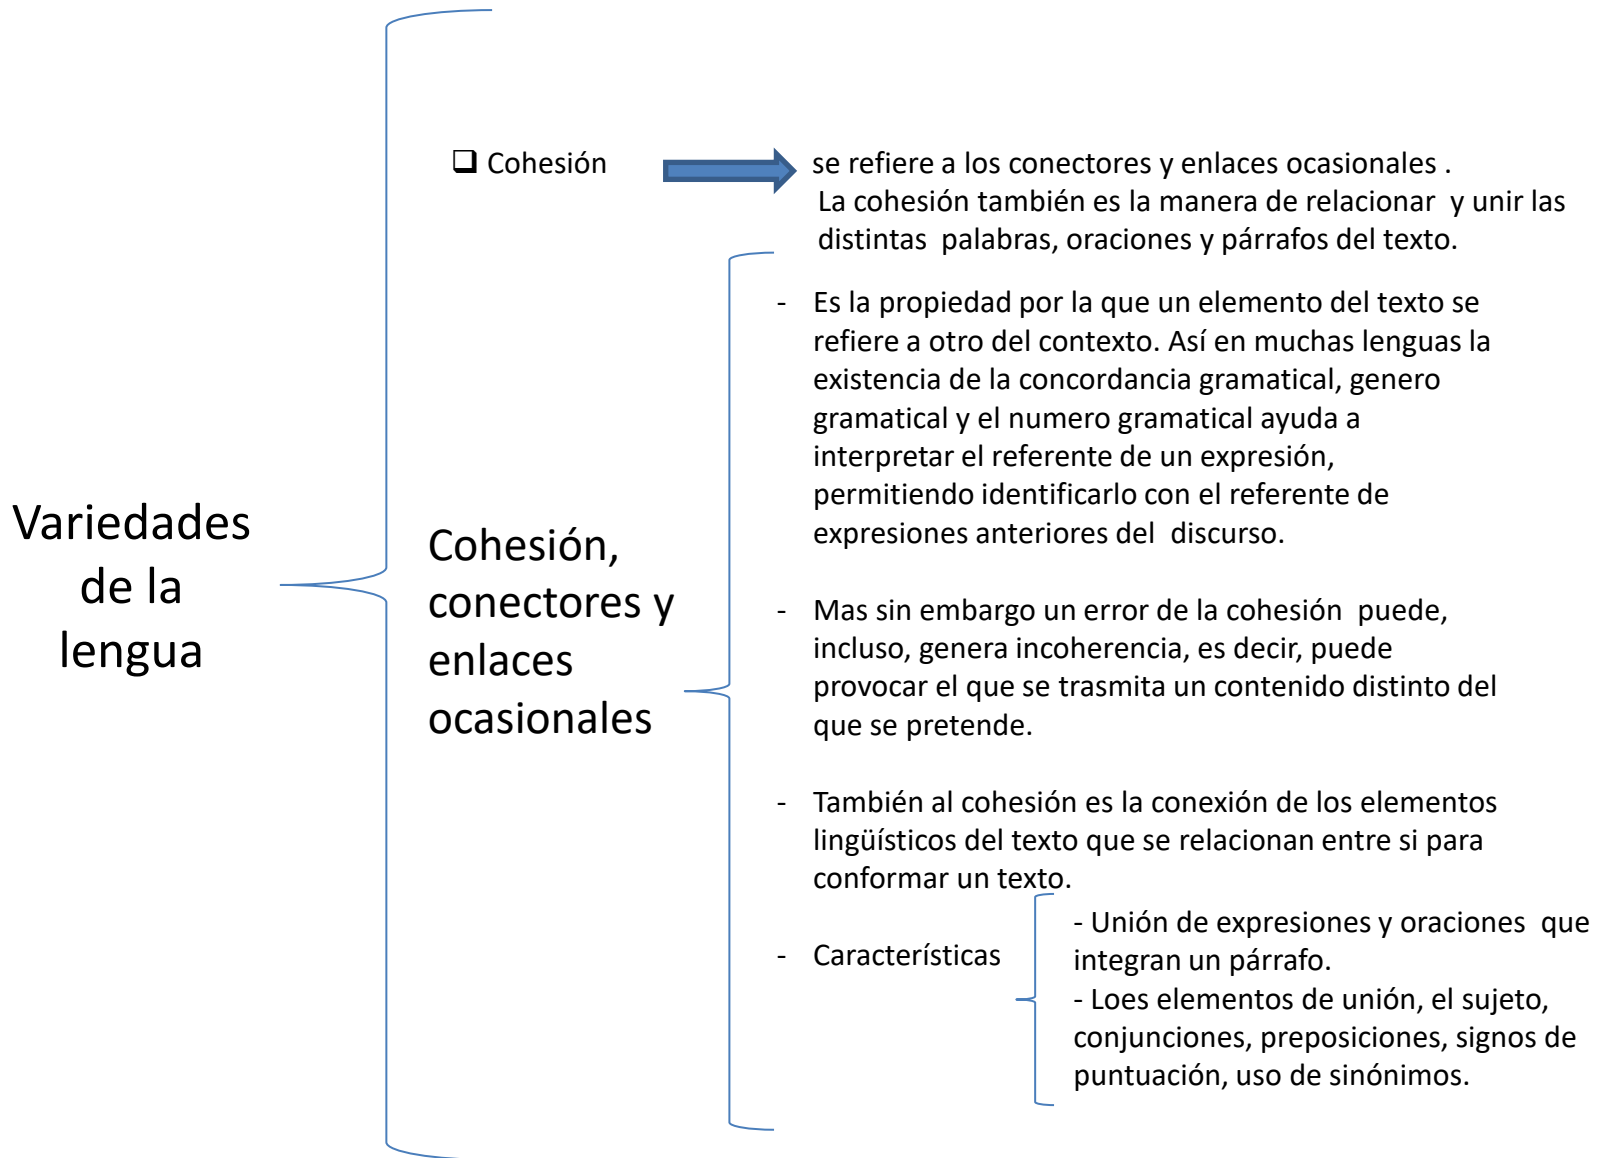 Variedades
de la
lengua
❑ Cohesión
se refiere a los conectores y enlaces ocasionales .
La cohesión también es la manera de relacionar  y unir las
distintas  palabras, oraciones y párrafos del texto.
Cohesión,
conectores y
enlaces
ocasionales
- Es la propiedad por la que un elemento del texto se
refiere a otro del contexto. Así en muchas lenguas la
existencia de la concordancia gramatical, genero
gramatical y el numero gramatical ayuda a
interpretar el referente de un expresión,
permitiendo identificarlo con el referente de
expresiones anteriores del  discurso.
- Mas sin embargo un error de la cohesión  puede,
incluso, genera incoherencia, es decir, puede
provocar el que se trasmita un contenido distinto del
que se pretende.
- También al cohesión es la conexión de los elementos
lingüísticos del texto que se relacionan entre si para
conformar un texto.
- Características
- Unión de expresiones y oraciones  que
integran un párrafo.
- Loes elementos de unión, el sujeto,
conjunciones, preposiciones, signos de
puntuación, uso de sinónimos.